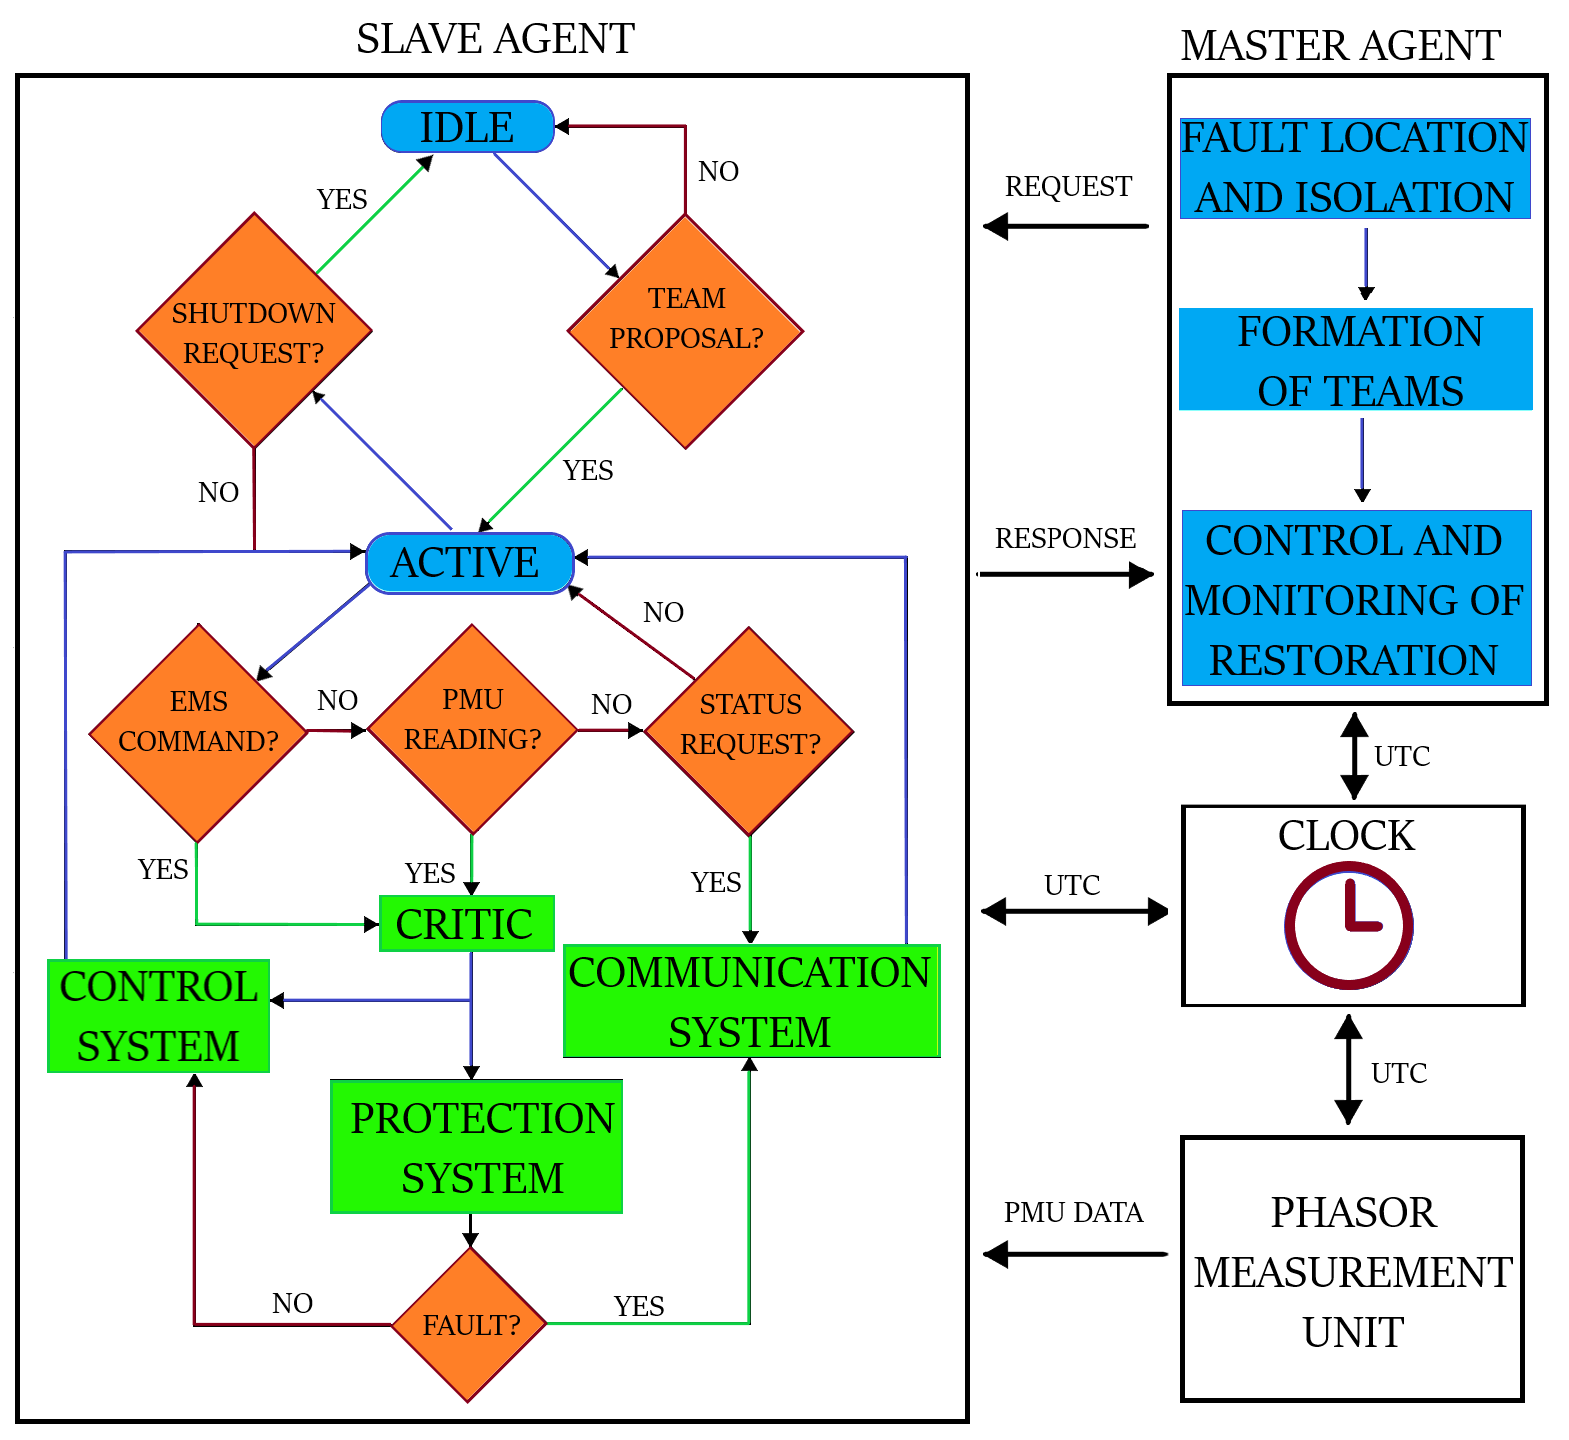 SLAVE AGENT
IDLE
YES
NO
SHUTDOWN
REQUEST?
TEAM
PROPOSAL?
NO
YES
ACTIVE
NO
EMS
COMMAND?
NO
PMU
READING?
NO
STATUS
REQUEST?
YES
YES
YES
CRITIC
CONTROL
SYSTEM
COMMUNICATION
SYSTEM
PROTECTION
SYSTEM
NO
YES
FAULT?
REQUEST
RESPONSE
UTC
PMU DATA
MASTER AGENT
FAULT LOCATION
AND ISOLATION
FORMATION
OF TEAMS
CONTROL AND
MONITORING OF
RESTORATION
UTC
CLOCK
UTC
PHASOR
MEASUREMENT
UNIT